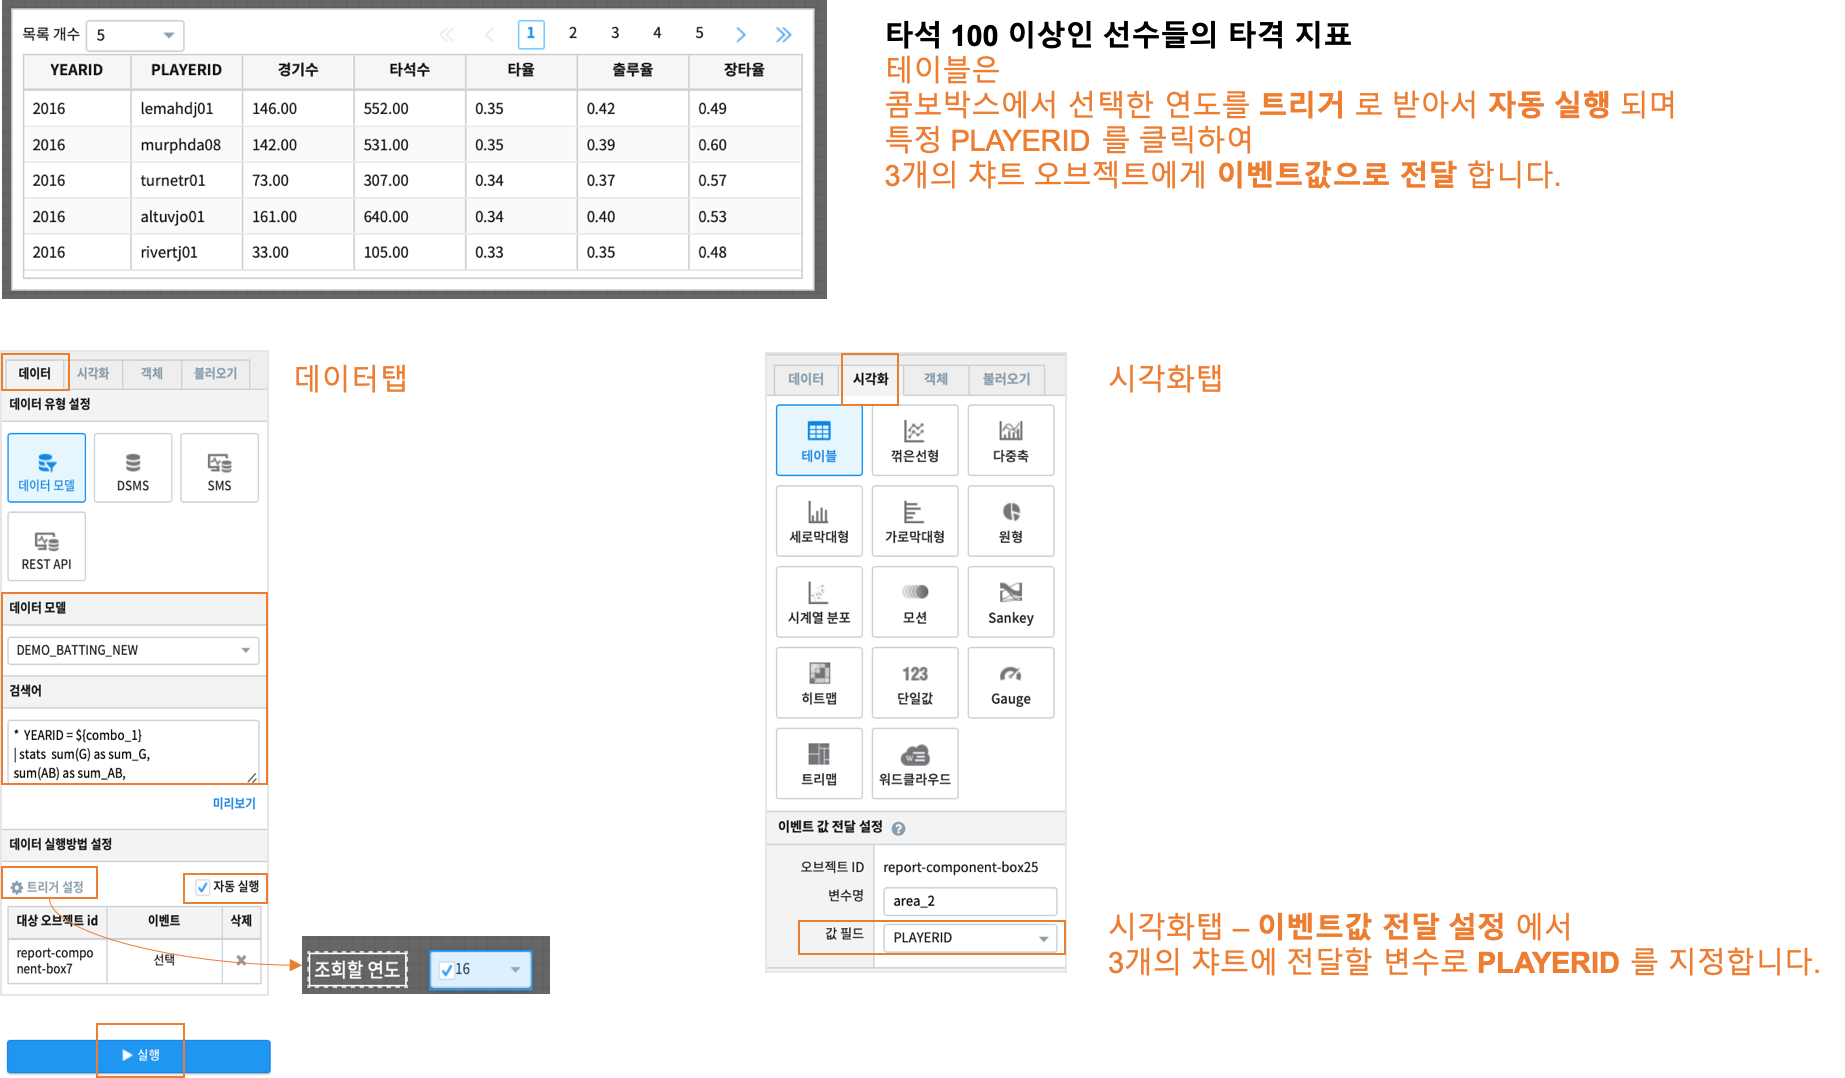 목록 개수 5 1 2 3 4 5
YEARID PLAYERID 경기수 타석수 타율 출루율 장타율
2016 lemahdj01 146.00 552.00 0.35 0.42 0.49
2016 murphda08 142.00 531.00 0.35 0.39 0.60
2016 turnetr01 73.00 307.00 0.34 0.37 0.57
2016 altuvjo01 161.00 640.00 0.34 0.40 0.53
2016 rivertj01 33.00 105.00 0.33 0.35 0.48
타석 100 이상인 선수들의 타격 지표
테이블은
콤보박스에서 선택한 연도를 트리거 로 받아서 자동 실행 되며
특정 PLAYERID 를 클릭하여
3개의 챠트 오브젝트에게 이벤트값으로 전달 합니다.
데이터 시각화 객체 불러오기
데이터탭
데이터 유형 설정
데이터 모델 DSMS SMS
REST API
데이터 모델
DEMO_BATTING_NEW
검색어
* YEARID = ${combo_1}
| stats sum(G) as sum_G,
sum(AB) as sum_AB,
미리보기
데이터 실행방법 설정
트리거 설정 자동 실행
대상 오브젝트 id 이벤트 삭제
report-compo
nent-box7 선택
조회할 연도 16
실행
데이터 시각화 객체 불러오기
시각화탭
테이블 꺾은선형 다중축
세로막대형 가로막대형 원형
시계열 분포 모션 Sankey
123
히트맵 단일값 Gauge
W
트리맵 워드클라우드
이벤트 값 전달 설정 ?
오브젝트 ID report-component-box25
변수명 area_2
값 필드 PLAYERID
시각화탭 – 이벤트값 전달 설정 에서
3개의 챠트에 전달할 변수로 PLAYERID 를 지정합니다.